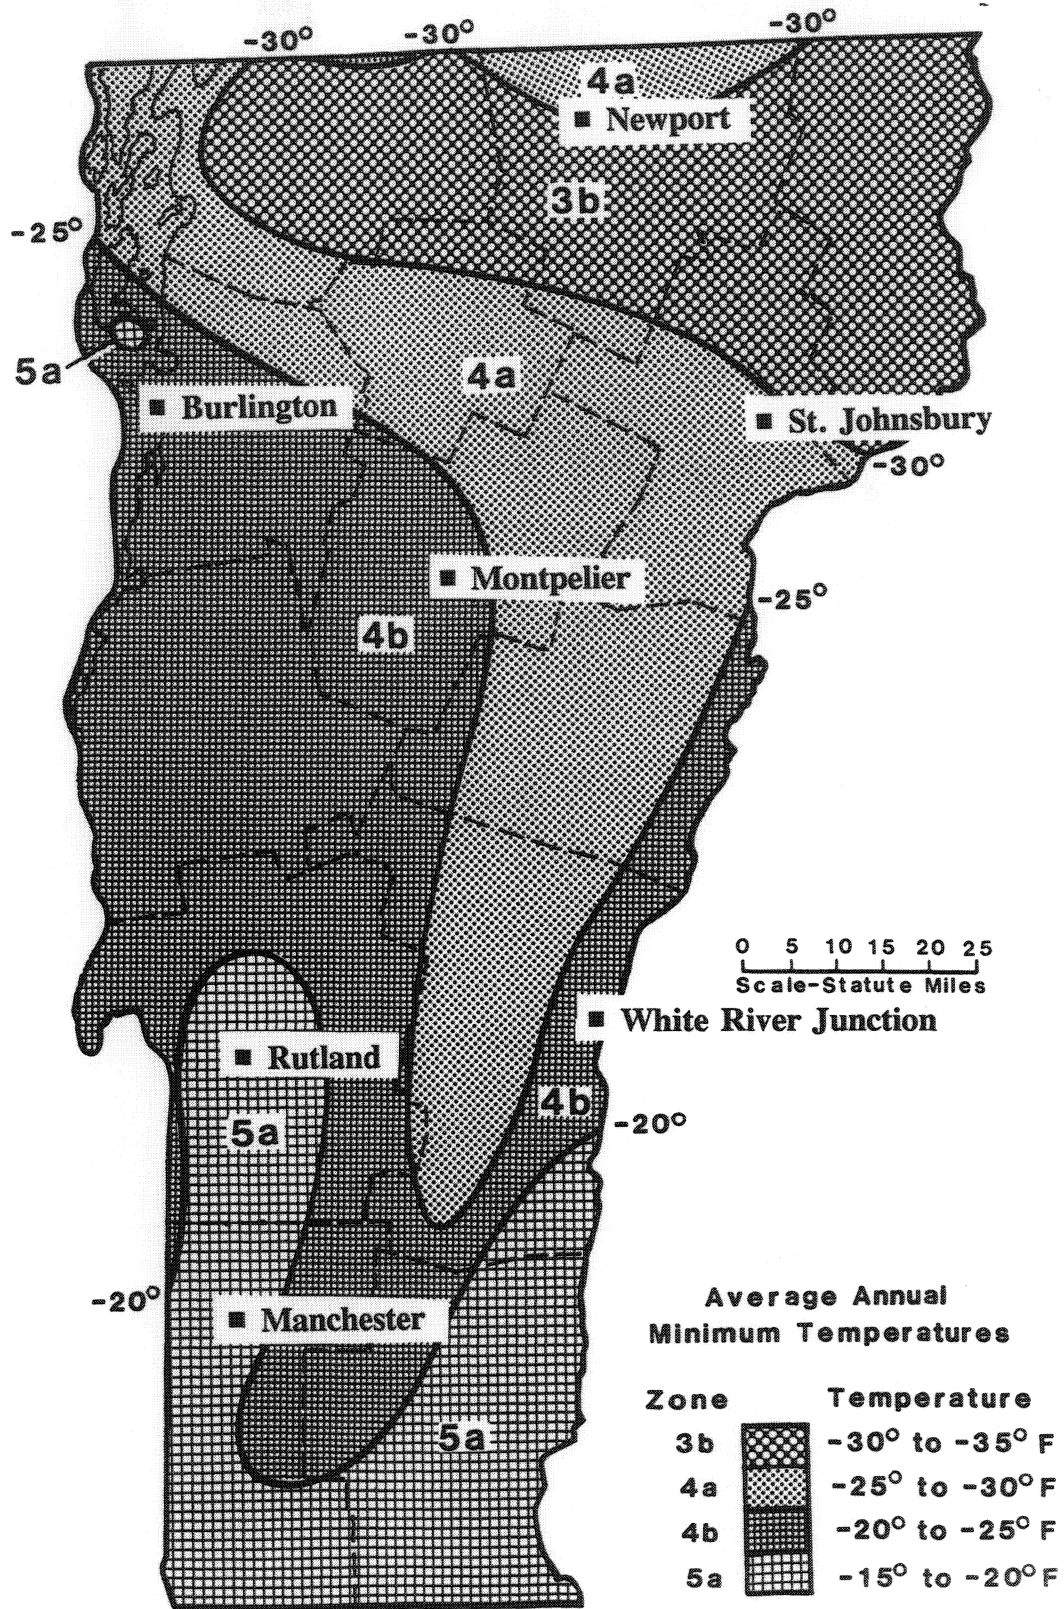 -30° -30° -30°
4a
Newport
3b
-25°
5a
4a
Burlington
St. Johnsbury
-30°
Montpelier
-25°
4b
0 5 10 15 20 25
Scale-Statute Miles
White River Junction
Rutland
4b
-20°
5a
-20°
Manchester
5a
Average Annual
Minimum Temperatures
Zone Temperature
3b -30° to -35° F
4a -25° to -30° F
4b -20° to -25° F
5a -15° to -20° F